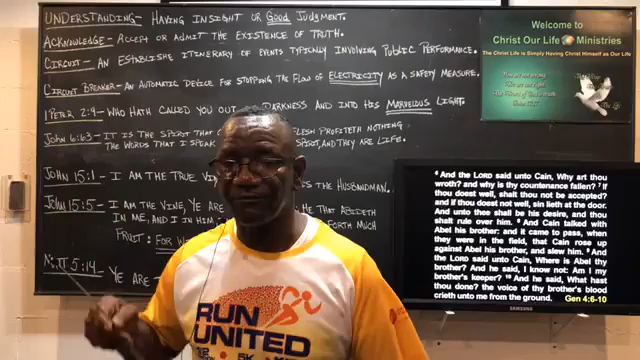 Understanding- Having insight or Good Judgment.
Acknowledge- Accept or Admit the Existence of Truth.
Circuit - An Establishe itinerary of events typically involving Public Performance.
Circuit Breaker- An Automatic Device for Stopping the Flow of Electricity as a Safety Measure.
1 Peter 2:9- Who Hath Called You Out Darkness and into His Marvelous Light.
John 6:63- It is the Spirit that Flesh Profiteth Nothing
The Words that I Speak Spirit, and They are Life.
John 15:1- I am the True Vin the Husbandman.
John 15:5- I am the Vine, Ye are He that Abideth
in Me, and I in Him forth Much
Fruit: For
5:14- Ye are
Welcome to
Christ Our Life Ministries
The Christ Life is Simply Having Christ Himself as Our Life
The Life
⁶ And the LORD said unto Cain, Why art thou
wroth? and why is thy countenance fallen? ⁷ If
thou doest well, shalt thou not be accepted?
and if thou doest not well, sin lieth at the door.
And unto thee shall be his desire, and thou
shalt rule over him. ⁸ And Cain talked with
Abel his brother: and it came to pass, when
they were in the field, that Cain rose up
against Abel his brother, and slew him. ⁹ And
the LORD said unto Cain, Where is Abel thy
brother? And he said, I know not: Am I my
brother's keeper? ¹⁰ And he said, What hast
thou done? the voice of thy brother's blood
crieth unto me from the ground. Gen 4:6-10
SAMSUNG
RUN
UNITED
5K